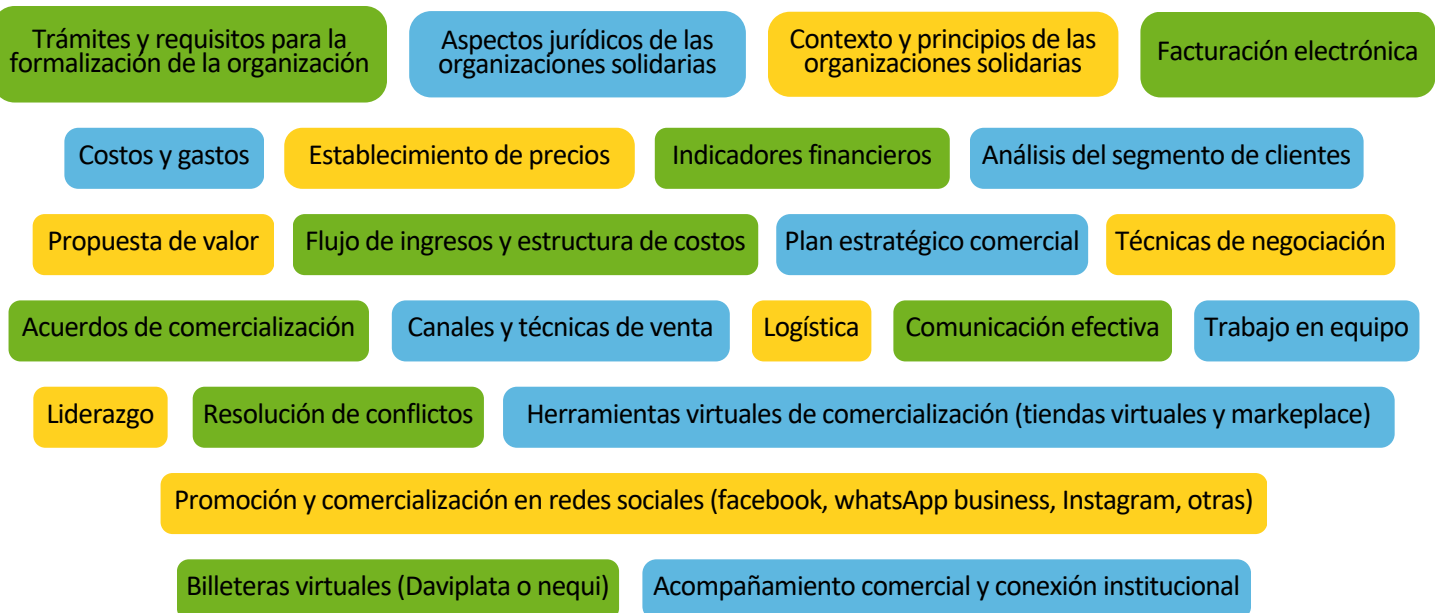 Trámites y requisitos para la
formalización de la organización
Aspectos jurídicos de las
organizaciones solidarias
Contexto y principios de las
organizaciones solidarias
Facturación electrónica
Costos y gastos
Establecimiento de precios
Indicadores financieros
Análisis del segmento de clientes
Propuesta de valor
Flujo de ingresos y estructura de costos
Plan estratégico comercial
Técnicas de negociación
Acuerdos de comercialización
Canales y técnicas de venta
Logística
Comunicación efectiva
Trabajo en equipo
Liderazgo
Resolución de conflictos
Herramientas virtuales de comercialización (tiendas virtuales y markeplace)
Promoción y comercialización en redes sociales (facebook, whatsApp business, Instagram, otras)
Billeteras virtuales (Daviplata o nequi)
Acompañamiento comercial y conexión institucional